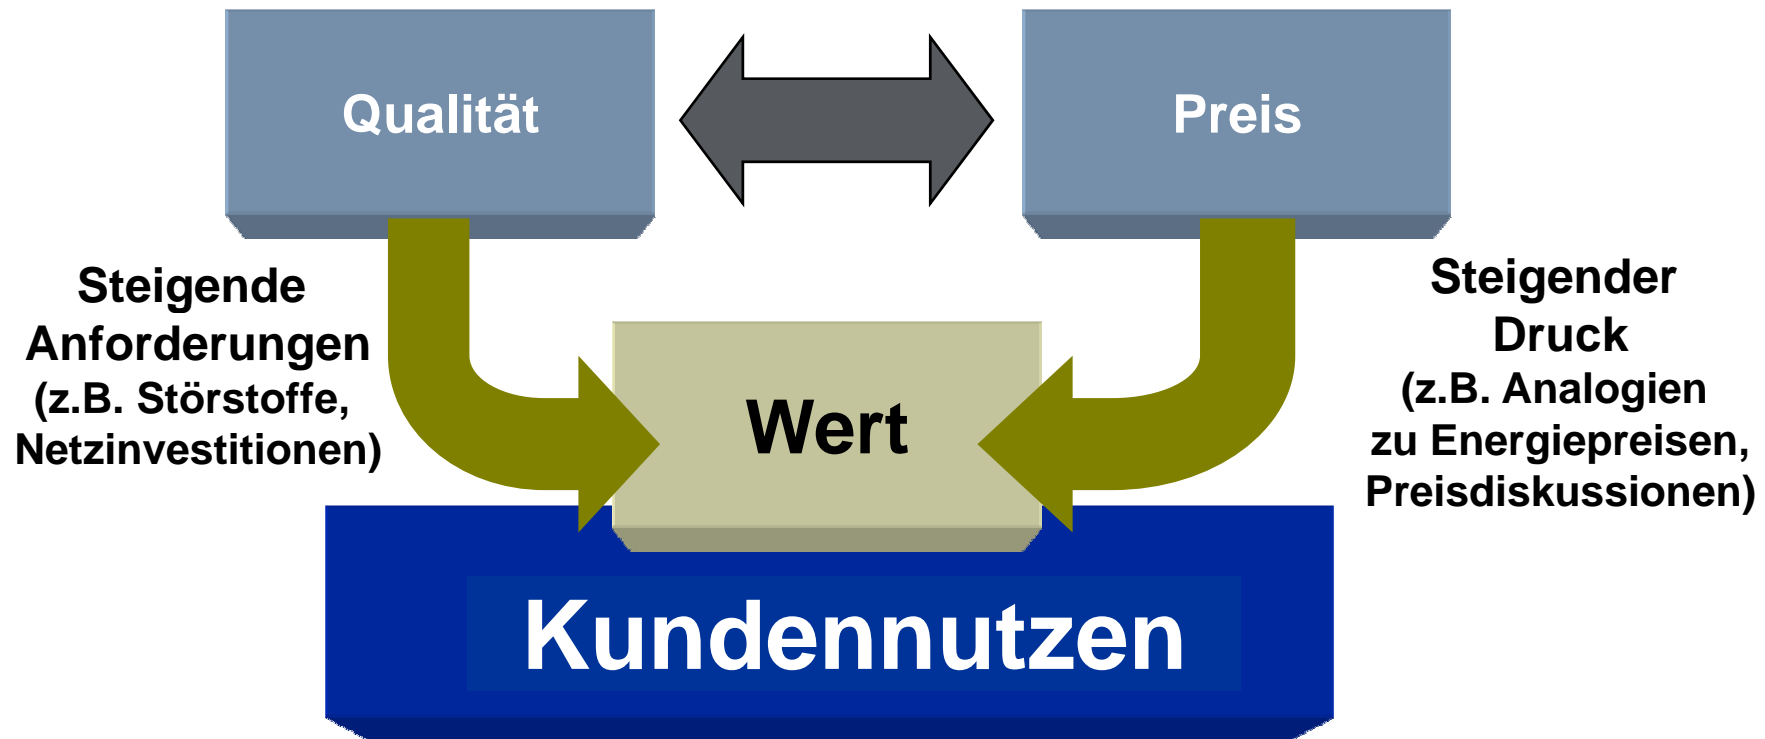 Qualität
Preis
Steigende
Anforderungen
(z.B. Störstoffe,
Netzinvestitionen)
Steigender
Druck
(z.B. Analogien
zu Energiepreisen,
Preisdiskussionen)
Wert
Kundennutzen